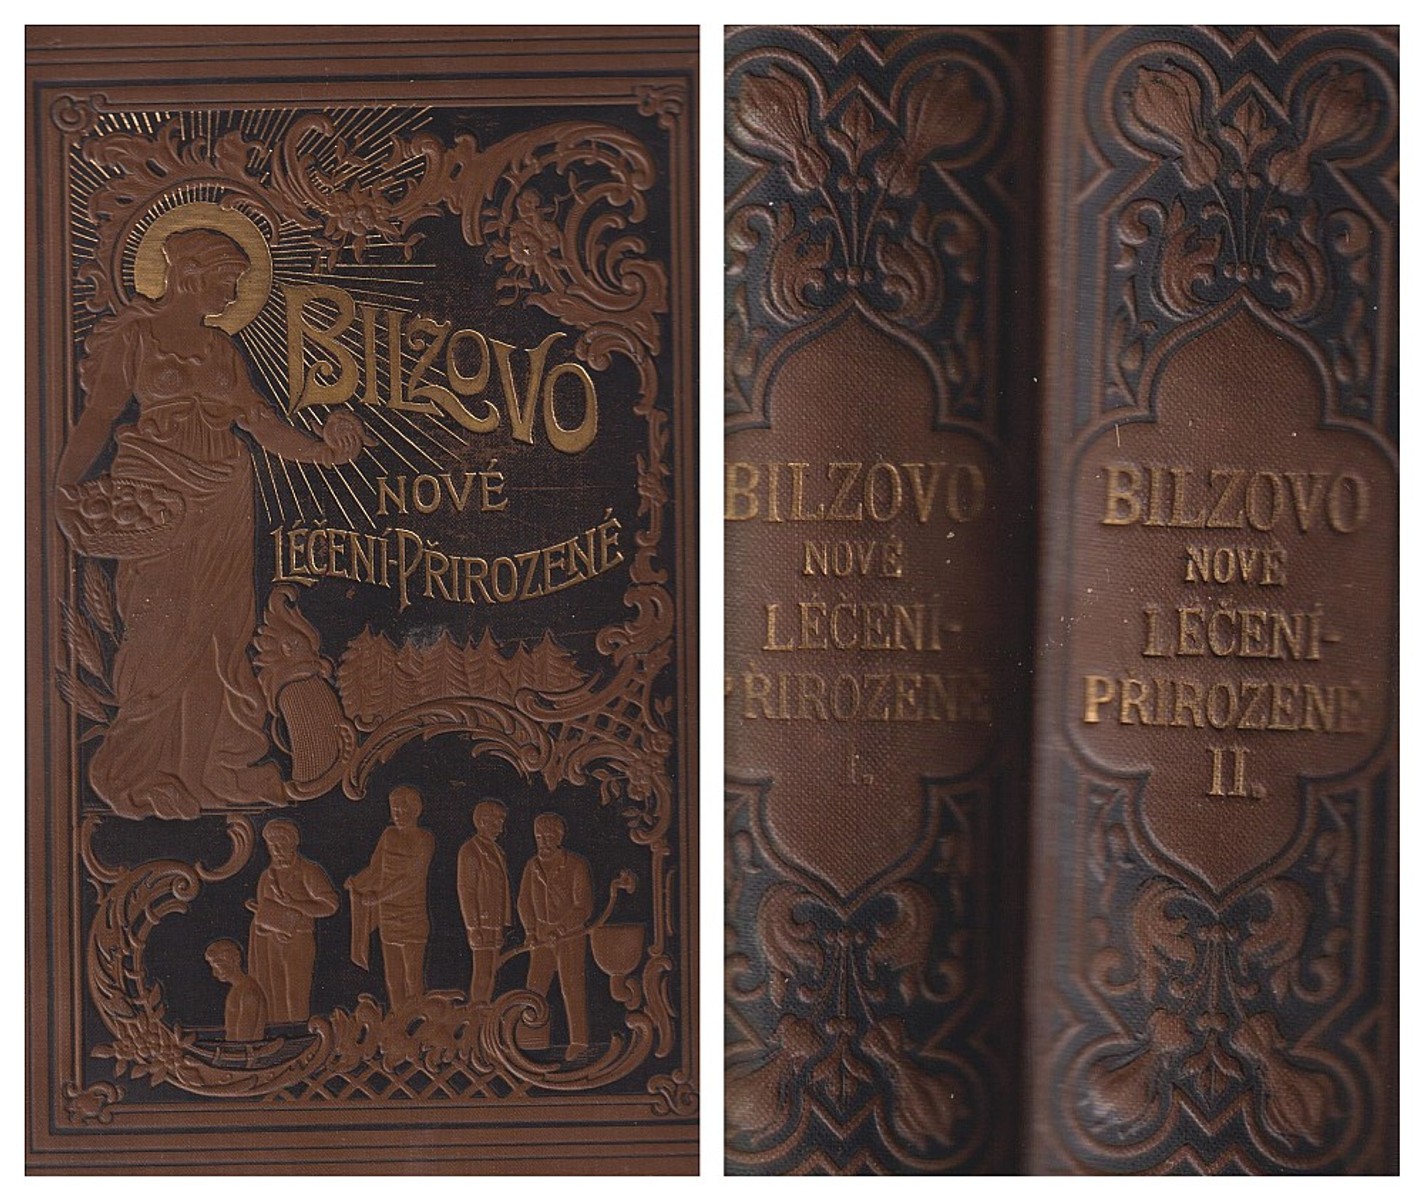 BILZOVO
NOVÉ
LÉČENÍ-PŘIROZENÉ
BILZOVO
NOVÉ
LÉČENÍ-
PŘIROZENÉ
I.
BILZOVO
NOVÉ
LÉČENÍ-
PŘIROZENÉ
II.